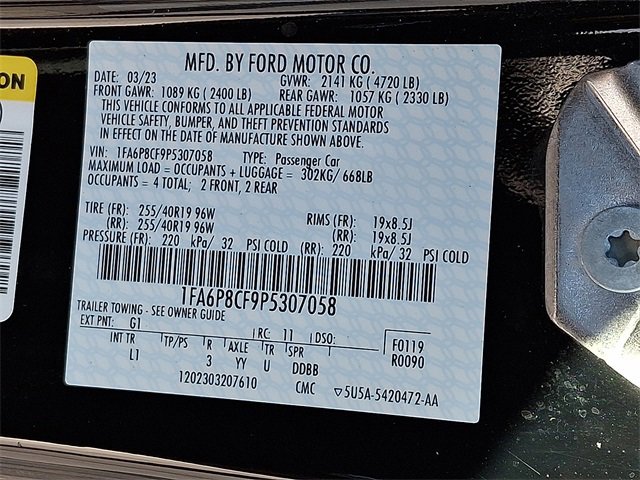 ON
MFD. BY FORD MOTOR CO.
DATE: 03/23 GVWR: 2141 KG ( 4720 LB)
FRONT GAWR: 1089 KG ( 2400 LB) REAR GAWR: 1057 KG ( 2330 LB)
THIS VEHICLE CONFORMS TO ALL APPLICABLE FEDERAL MOTOR
VEHICLE SAFETY, BUMPER, AND THEFT PREVENTION STANDARDS
IN EFFECT ON THE DATE OF MANUFACTURE SHOWN ABOVE.
VIN: 1FA6P8CF9P5307058 TYPE: Passenger Car
MAXIMUM LOAD = OCCUPANTS + LUGGAGE = 302KG/ 668LB
OCCUPANTS = 4 TOTAL; 2 FRONT, 2 REAR
TIRE (FR): 255/40R19 96W RIMS (FR): 19x8.5J
(RR): 255/40R19 96W (RR): 19x8.5J
PRESSURE (FR): 220 kPa/ 32 PSI COLD (RR): 220 kPa/ 32 PSI COLD
1FA6P8CF9P5307058
TRAILER TOWING - SEE OWNER GUIDE
EXT PNT: G1 RC: 11 DSO: F0119
INT TR TP/PS R AXLE TR SPR R0090
L1 3 YY U DDBB
1202303207610 CMC ▽5U5A-5420472-AA